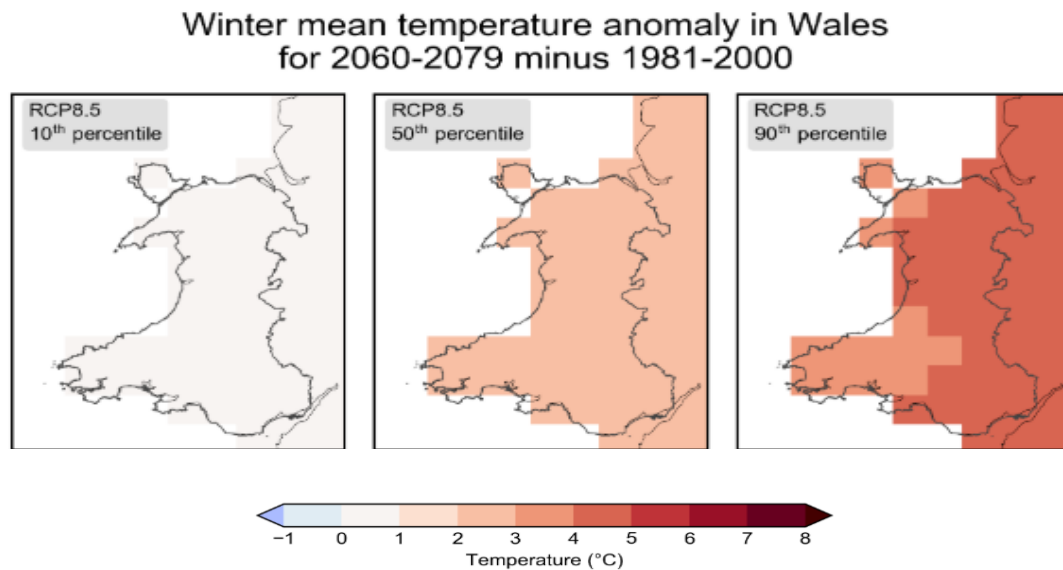 Winter mean temperature anomaly in Wales
for 2060-2079 minus 1981-2000
RCP8.5
10th percentile
RCP8.5
50th percentile
RCP8.5
90th percentile
−1 0 1 2 3 4 5 6 7 8
Temperature (°C)